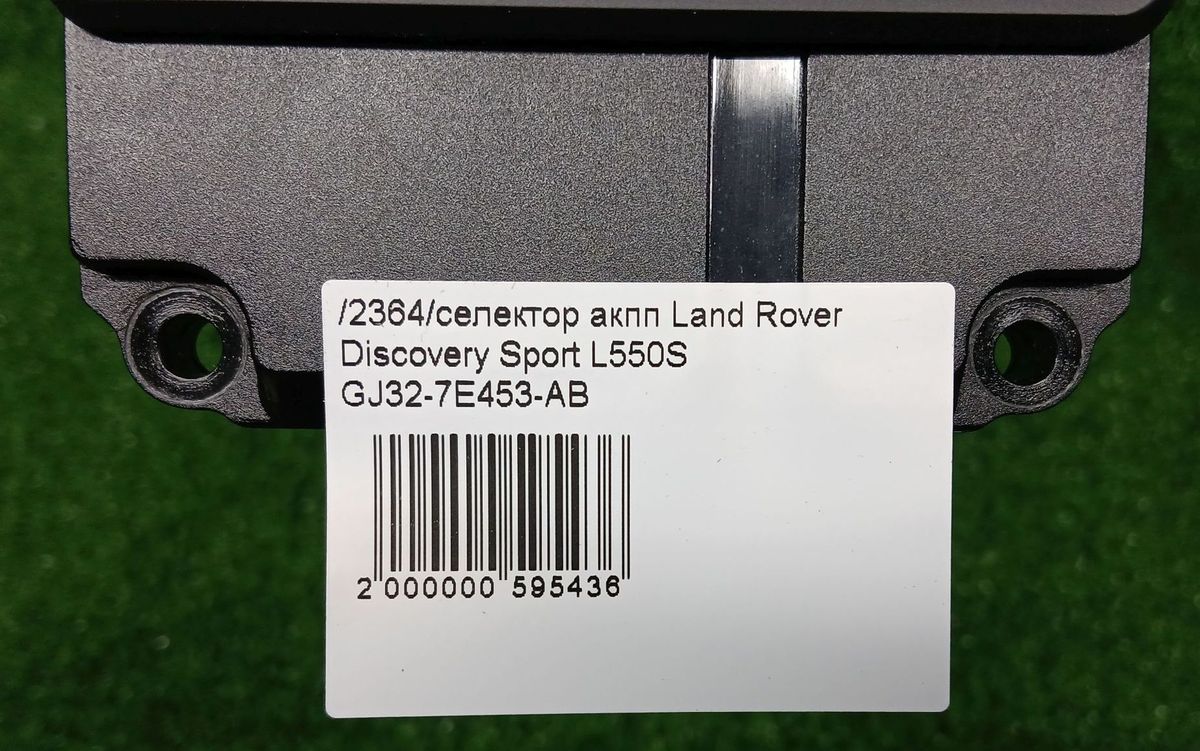 /2364/селектор акпп Land Rover
Discovery Sport L550S
GJ32-7E453-AB
2 000000 595436